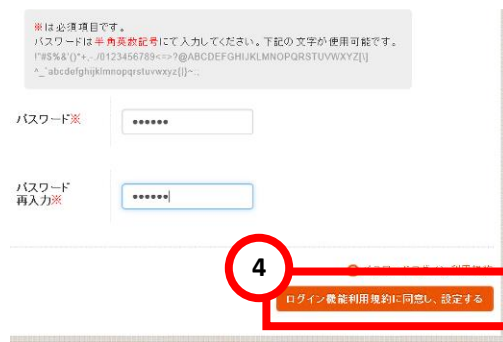 ※は必須項目です。
パスワードは半角英数記号にて入力してください。下記の文字が使用可能です。
!"#$%&'()*+,-./0123456789<=>?@ABCDEFGHIJKLMNOPQRSTUVWXYZ[\]
^_`abcdefghijklmnopqrstuvwxyz{|}~:;
パスワード※
••••••
パスワード
再入力※
••••••
4
ログイン機能利用規約に同意し、設定する